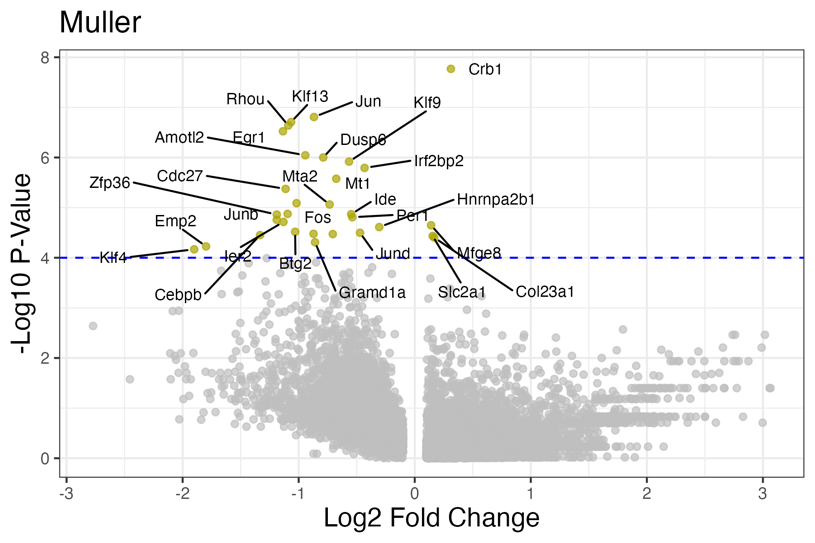 Muller
-Log10 P-Value
8
6
4
2
0
Crb1
Rhou
Klf13
Jun
Klf9
Amotl2
Egr1
Dusp6
Irf2bp2
Zfp36
Cdc27
Mta2
Mt1
Ide
Hnrnpa2b1
Emp2
Junb
Fos
Per1
Klf4
Ier2
Btg2
Jund
Mfge8
Cebpb
Gramd1a
Slc2a1
Col23a1
-3 -2 -1 0 1 2 3
Log2 Fold Change